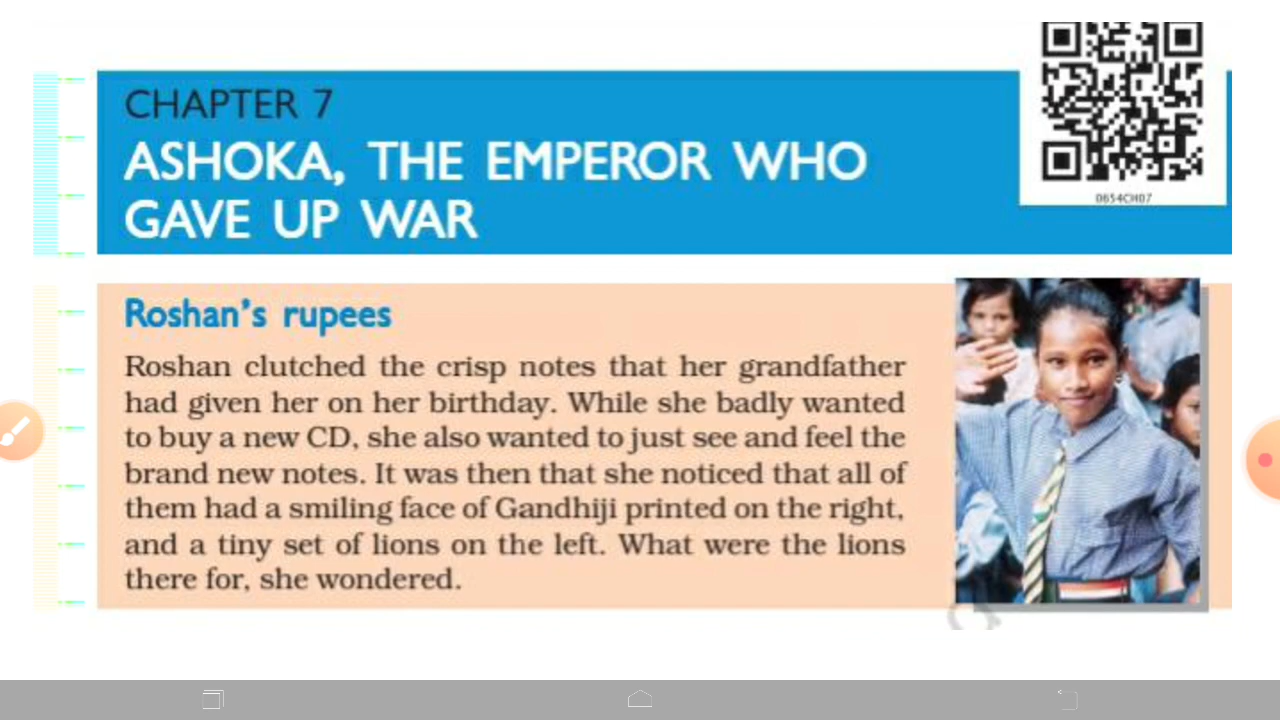 CHAPTER 7
ASHOKA, THE EMPEROR WHO
GAVE UP WAR
0654CH07
Roshan's rupees
Roshan clutched the crisp notes that her grandfather
had given her on her birthday. While she badly wanted
to buy a new CD, she also wanted to just see and feel the
brand new notes. It was then that she noticed that all of
them had a smiling face of Gandhiji printed on the right,
and a tiny set of lions on the left. What were the lions
there for, she wondered.